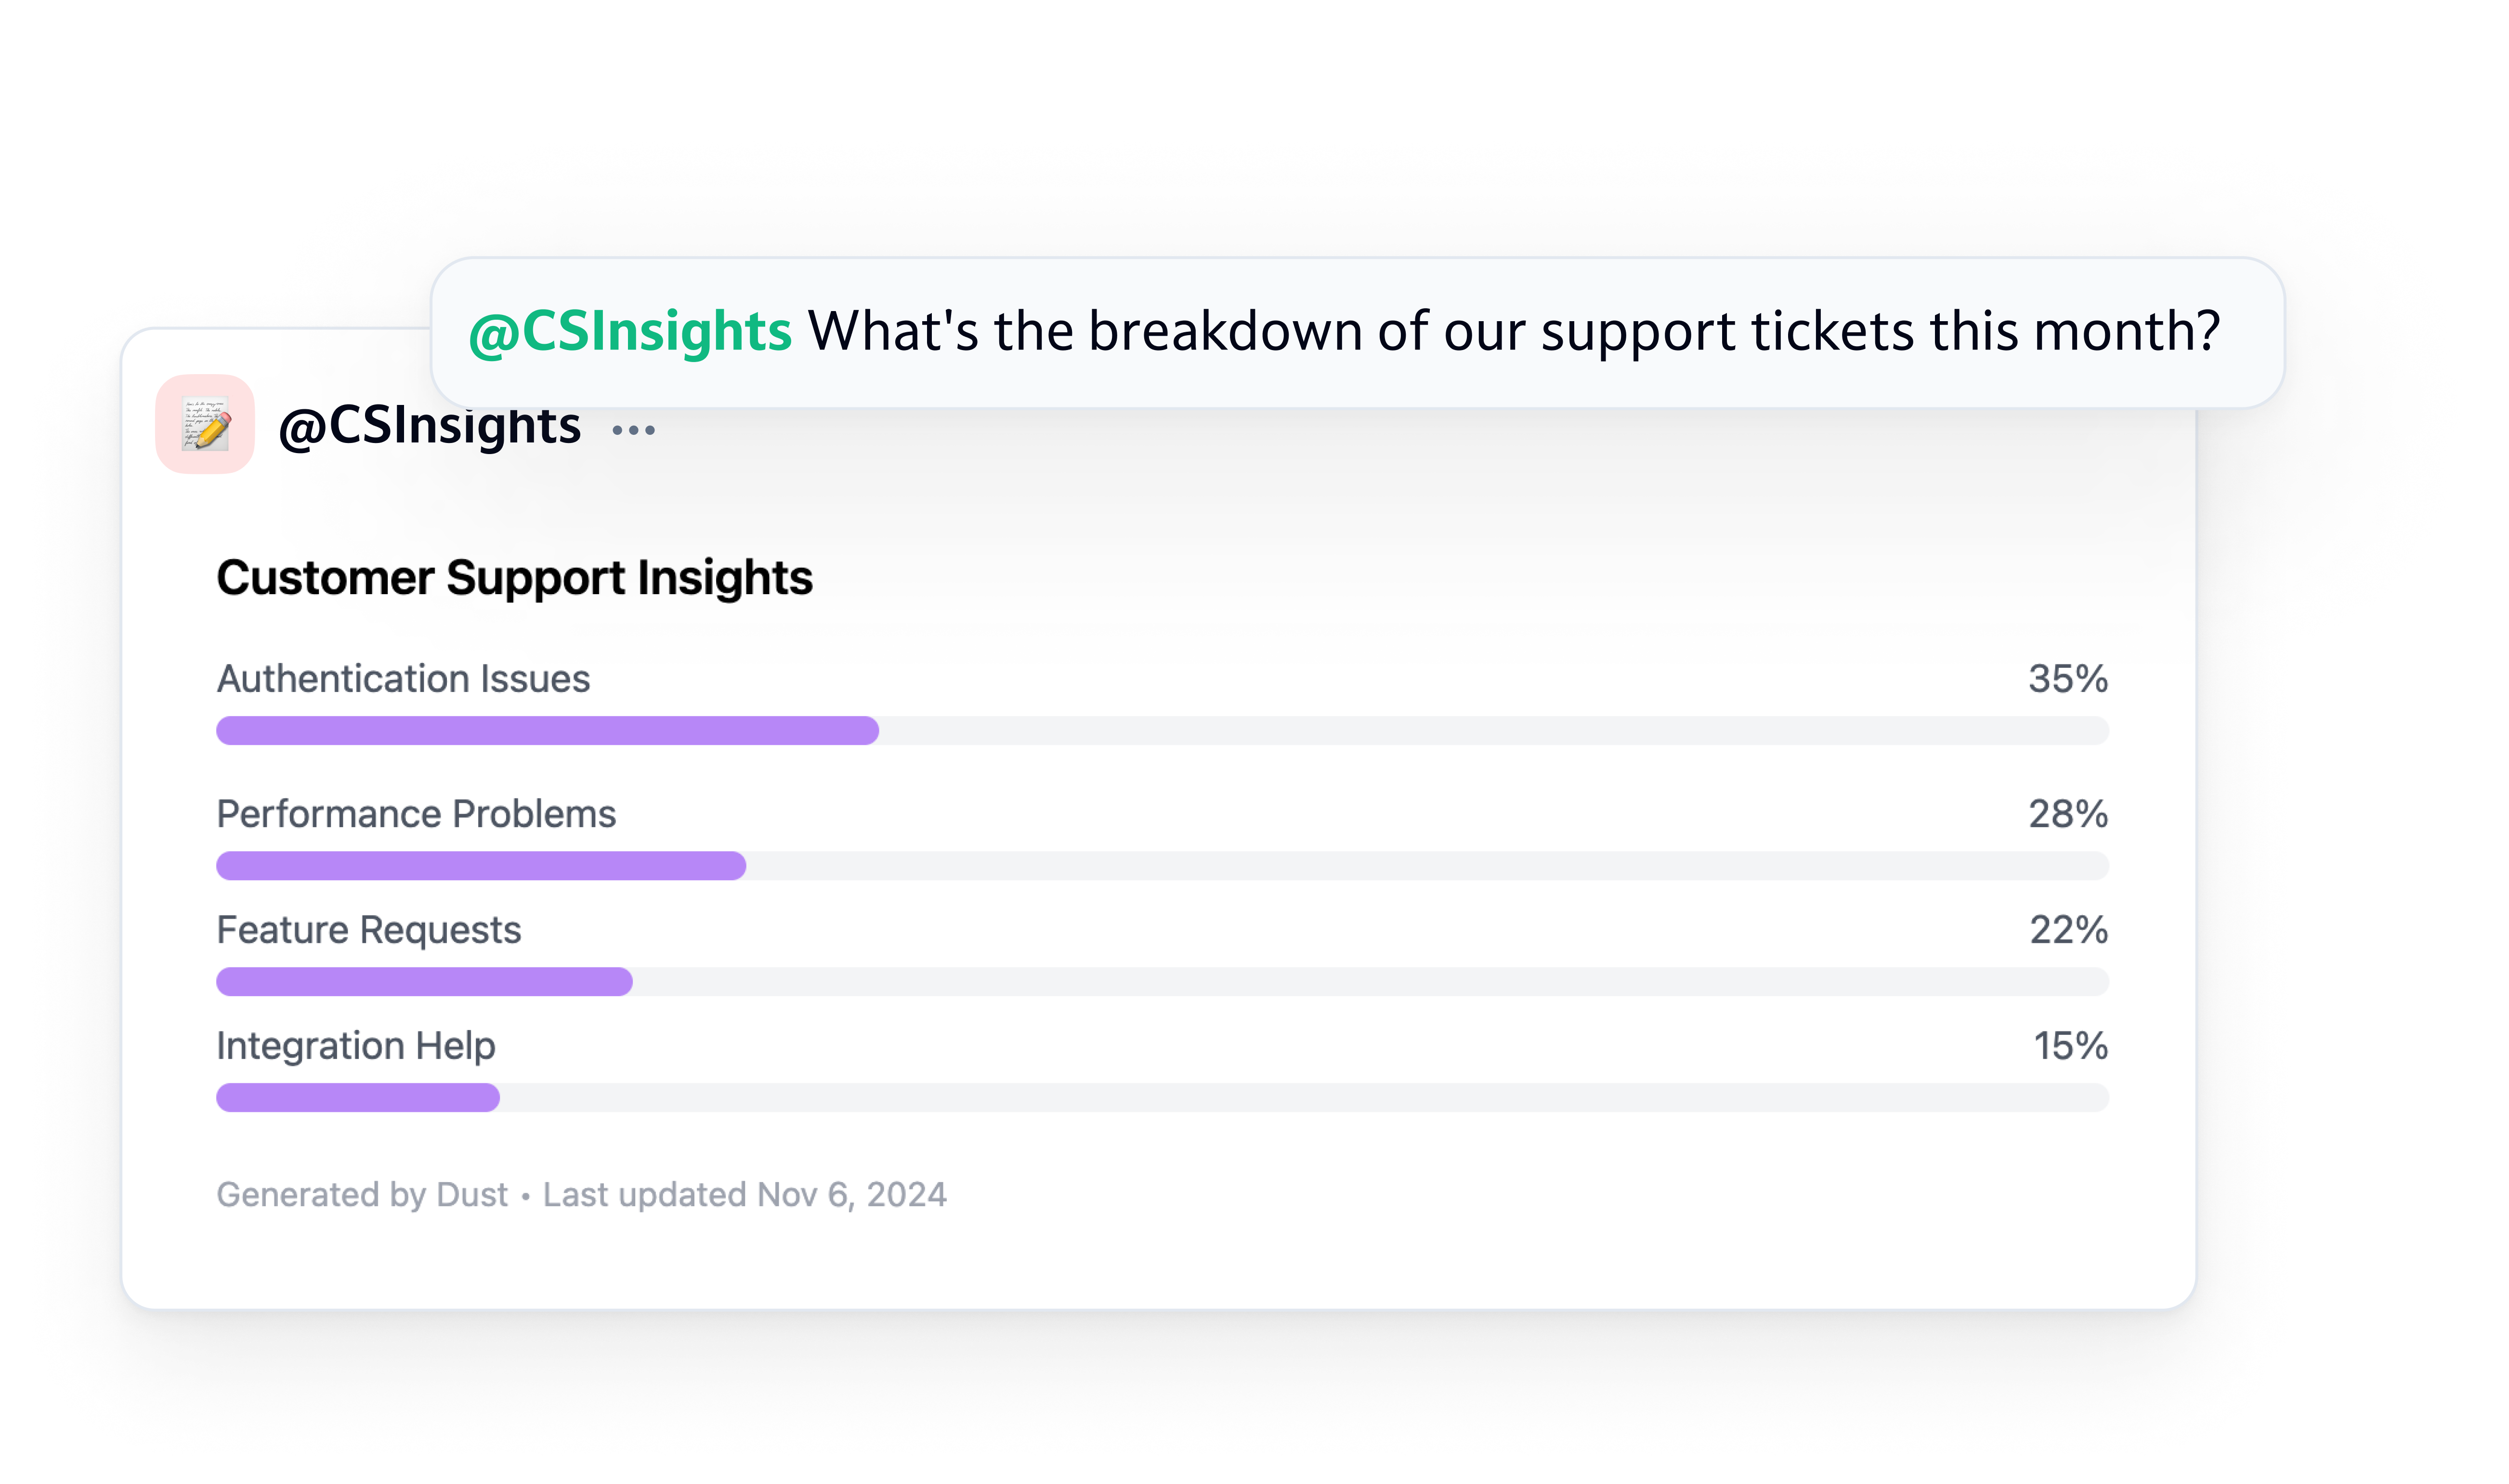 @CSInsights What's the breakdown of our support tickets this month?
@CSInsights
Customer Support Insights
Authentication Issues 35%
Performance Problems 28%
Feature Requests 22%
Integration Help 15%
Generated by Dust • Last updated Nov 6, 2024